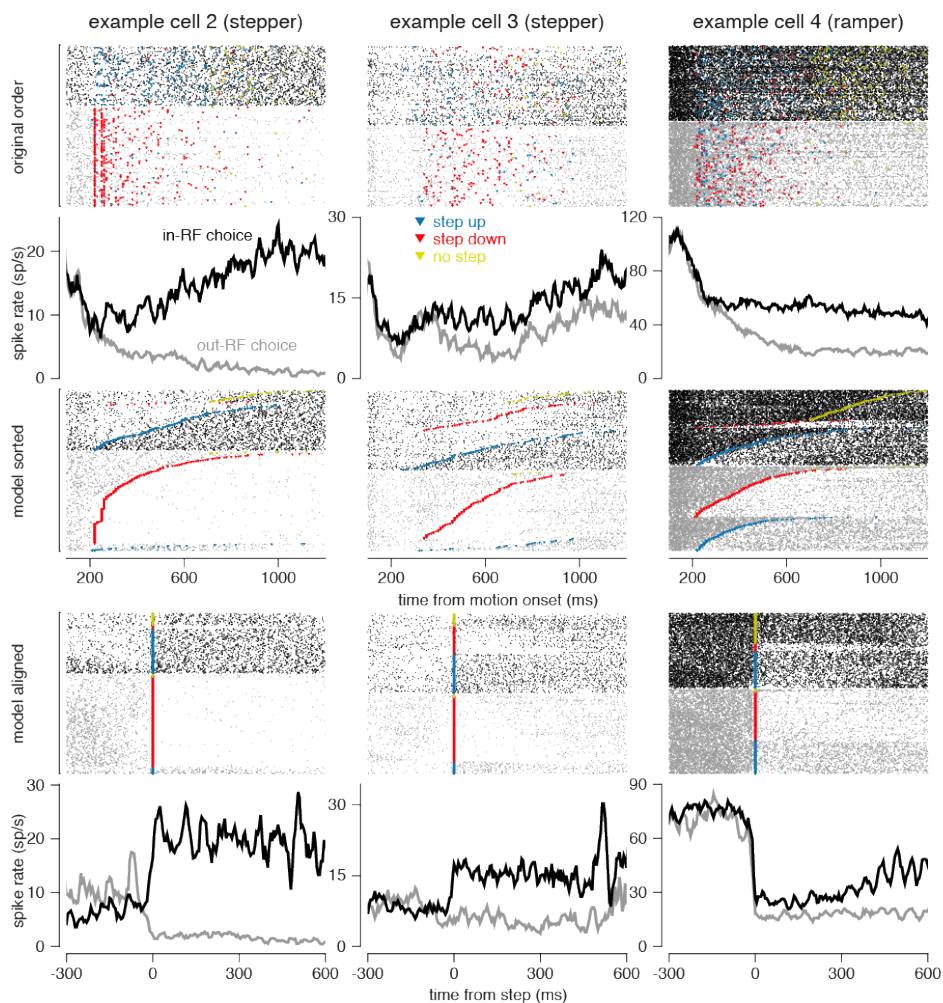 example cell 2 (stepper)
example cell 3 (stepper)
example cell 4 (ramper)
original order
spike rate (sp/s)
20
10
0
in-RF choice
out-RF choice
30
15
0
step up
step down
no step
120
60
0
model sorted
200
600
1000
200
600
1000
200
600
1000
time from motion onset (ms)
model aligned
spike rate (sp/s)
30
20
10
0
30
15
0
90
60
30
0
-300
0
300
600
-300
0
300
600
-300
0
300
600
time from step (ms)